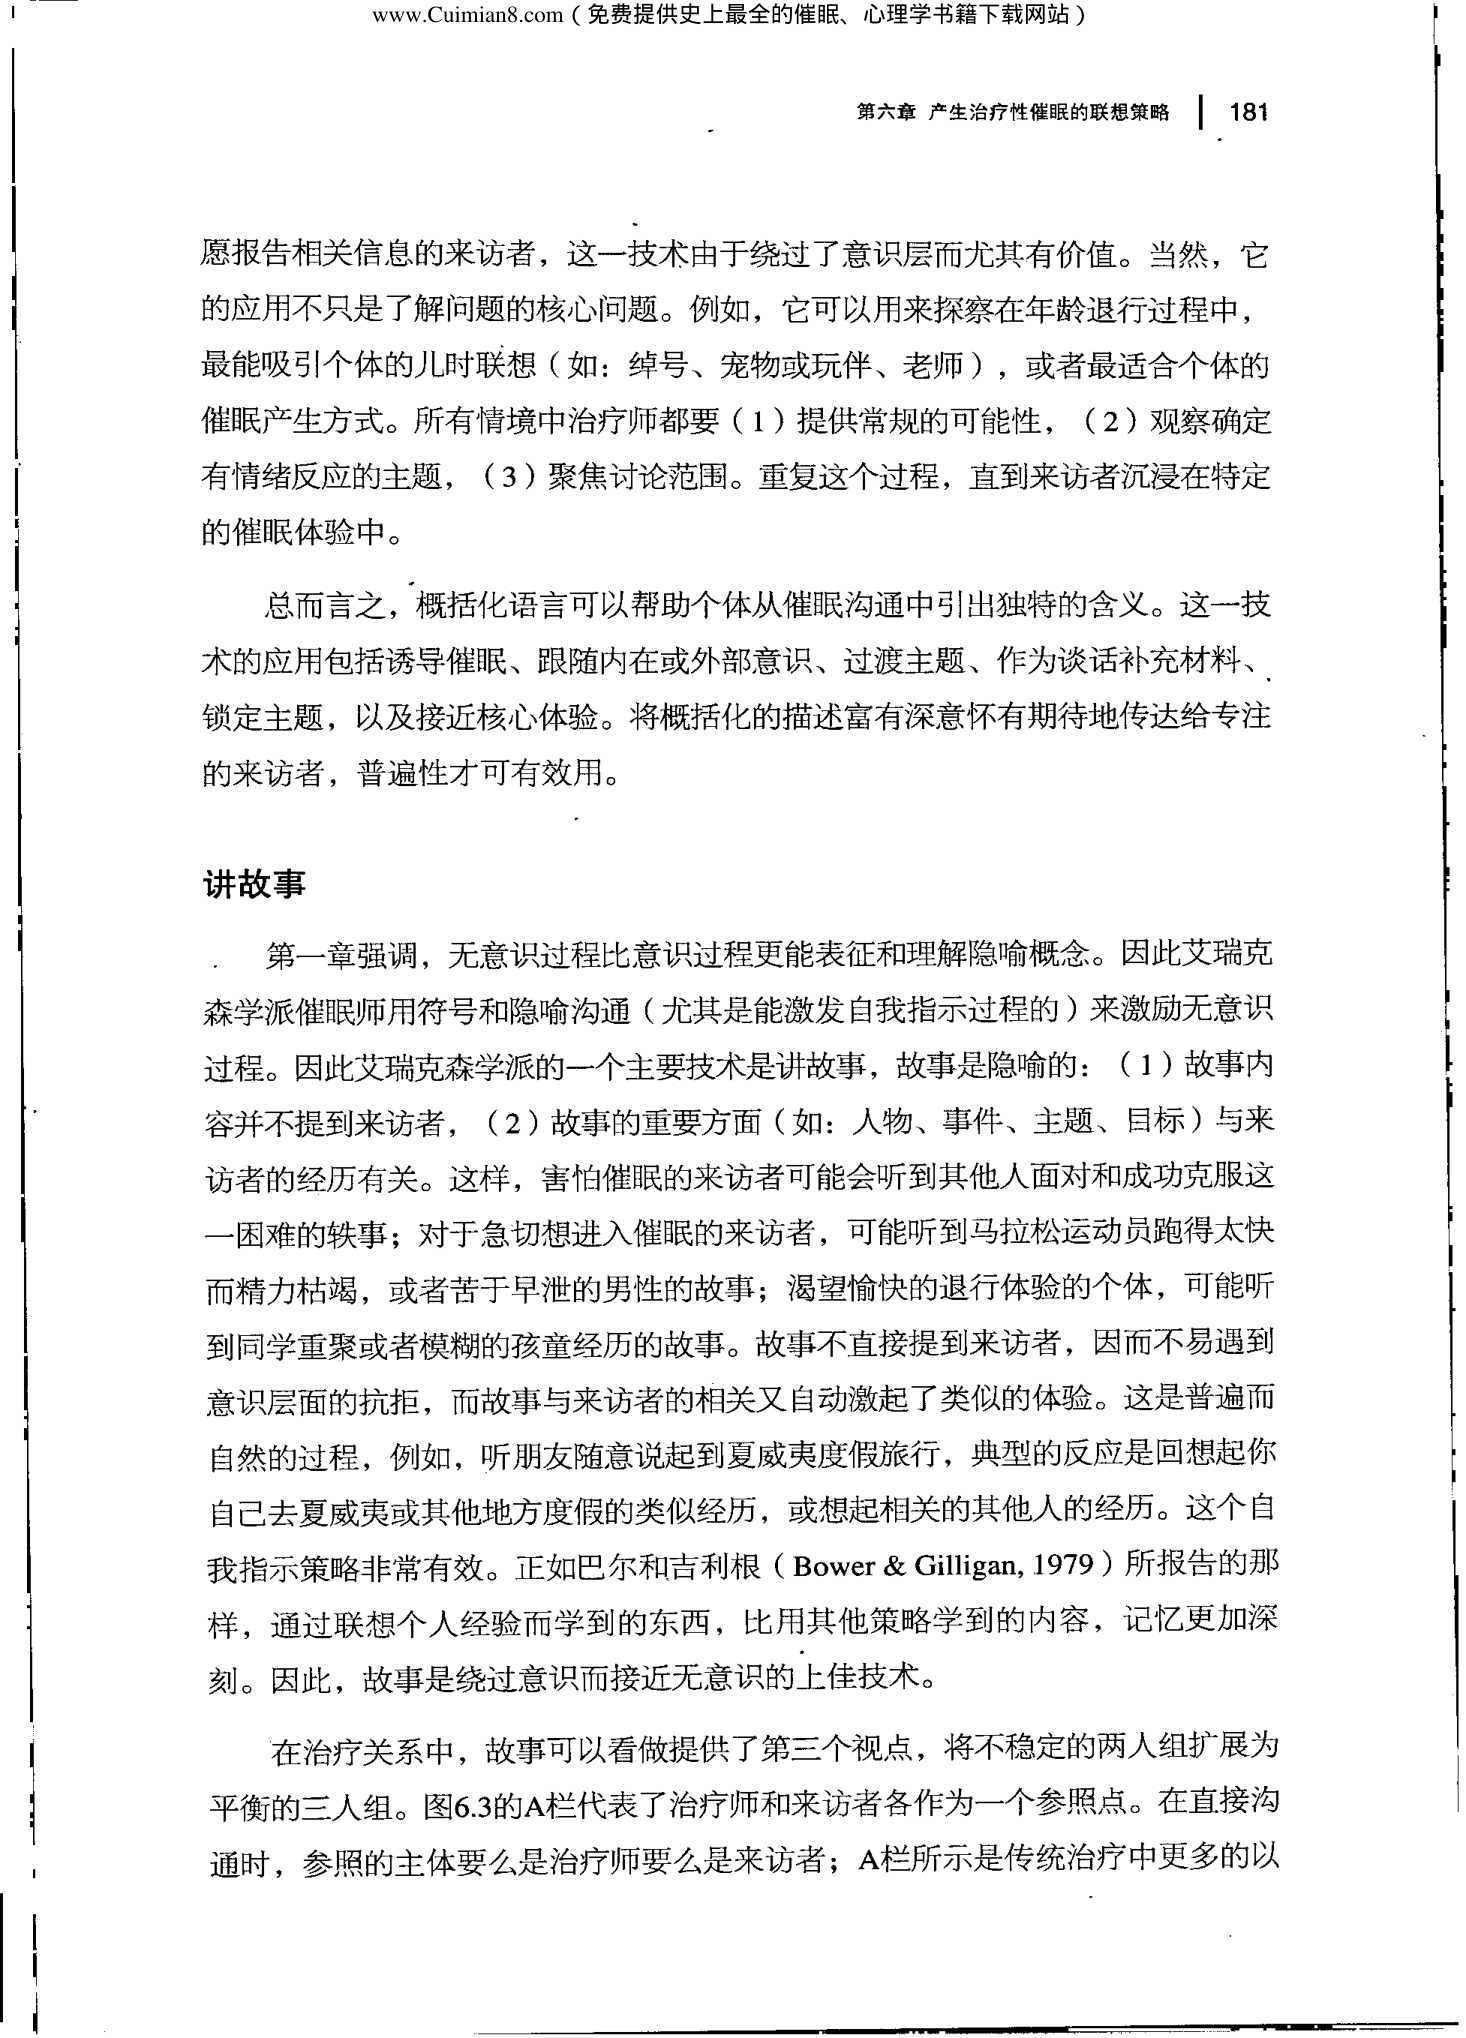 www.Cuimian8.com（免费提供史上最全的催眠、心理学书籍下载网站）
第六章 产生治疗性催眠的联想策略 181
愿报告相关信息的来访者，这一技术由于绕过了意识层而尤其有价值。当然，它
的应用不只是了解问题的核心问题。例如，它可以用来探察在年龄退行过程中，
最能吸引个体的儿时联想（如：绰号、宠物或玩伴、老师），或者最适合个体的
催眠产生方式。所有情境中治疗师都要（1）提供常规的可能性，（2）观察确定
有情绪反应的主题，（3）聚焦讨论范围。重复这个过程，直到来访者沉浸在特定
的催眠体验中。
总而言之，概括化语言可以帮助个体从催眠沟通中引出独特的含义。这一技
术的应用包括诱导催眠、跟随内在或外部意识、过渡主题、作为谈话补充材料、
锁定主题，以及接近核心体验。将概括化的描述富有深意怀有期待地传达给专注
的来访者，普遍性才可有效用。
讲故事
第一章强调，无意识过程比意识过程更能表征和理解隐喻概念。因此艾瑞克
森学派催眠师用符号和隐喻沟通（尤其是能激发自我指示过程的）来激励无意识
过程。因此艾瑞克森学派的一个主要技术是讲故事，故事是隐喻的：（1）故事内
容并不提到来访者，（2）故事的重要方面（如：人物、事件、主题、目标）与来
访者的经历有关。这样，害怕催眠的来访者可能会听到其他人面对和成功克服这
一困难的轶事；对于急切想进入催眠的来访者，可能听到马拉松运动员跑得太快
而精力枯竭，或者苦于早泄的男性的故事；渴望愉快的退行体验的个体，可能听
到同学重聚或者模糊的孩童经历的故事。故事不直接提到来访者，因而不易遇到
意识层面的抗拒，而故事与来访者的相关又自动激起了类似的体验。这是普遍而
自然的过程，例如，听朋友随意说起到夏威夷度假旅行，典型的反应是回想起你
自己去夏威夷或其他地方度假的类似经历，或想起相关的其他人的经历。这个自
我指示策略非常有效。正如巴尔和吉利根（Bower & Gilligan, 1979）所报告的那
样，通过联想个人经验而学到的东西，比用其他策略学到的内容，记忆更加深
刻。因此，故事是绕过意识而接近无意识的上佳技术。
在治疗关系中，故事可以看做提供了第三个视点，将不稳定的两人组扩展为
平衡的三人组。图6.3的A栏代表了治疗师和来访者各作为一个参照点。在直接沟
通时，参照的主体要么是治疗师要么是来访者；A栏所示是传统治疗中更多的以